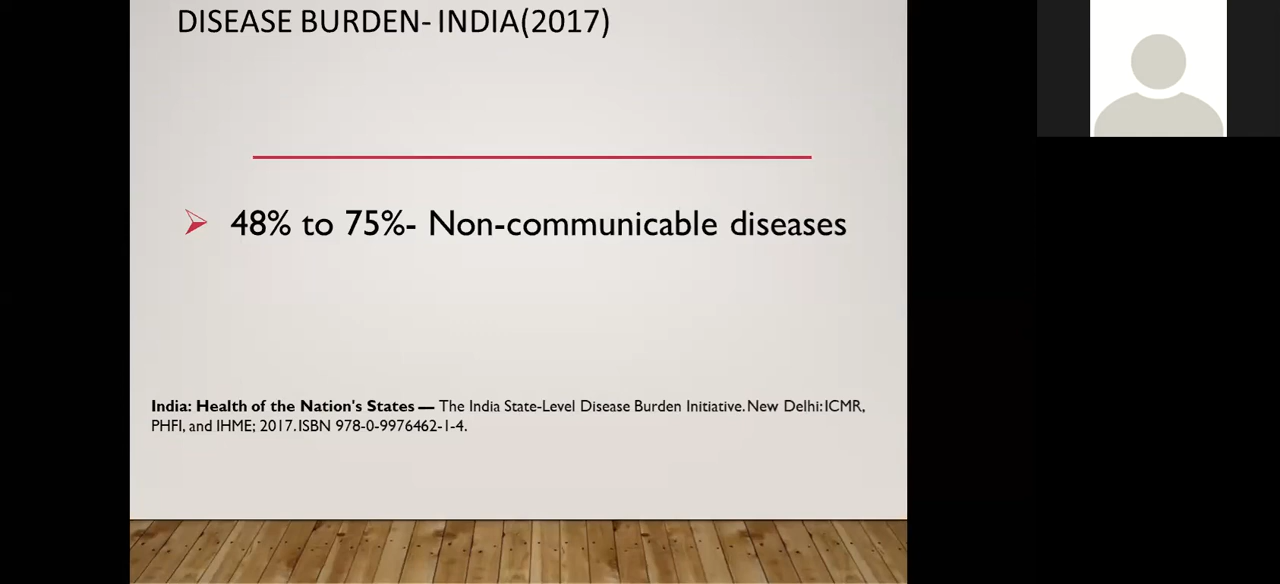 DISEASE BURDEN- INDIA(2017)
48% to 75%- Non-communicable diseases
India: Health of the Nation's States — The India State-Level Disease Burden Initiative. New Delhi: ICMR,
PHFI, and IHME; 2017. ISBN 978-0-9976462-1-4.